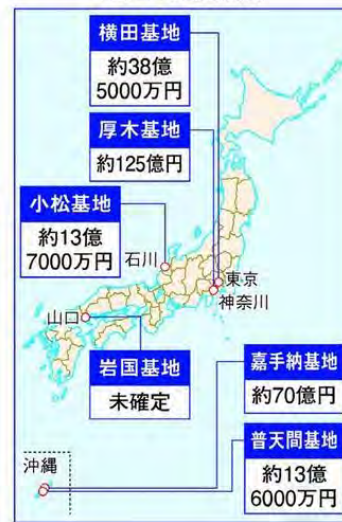 横田基地
約38億
5000万円
厚木基地
約125億円
小松基地
約13億
7000万円
石川
東京
神奈川
山口
岩国基地
未確定
嘉手納基地
約70億円
普天間基地
約13億
6000万円
沖縄